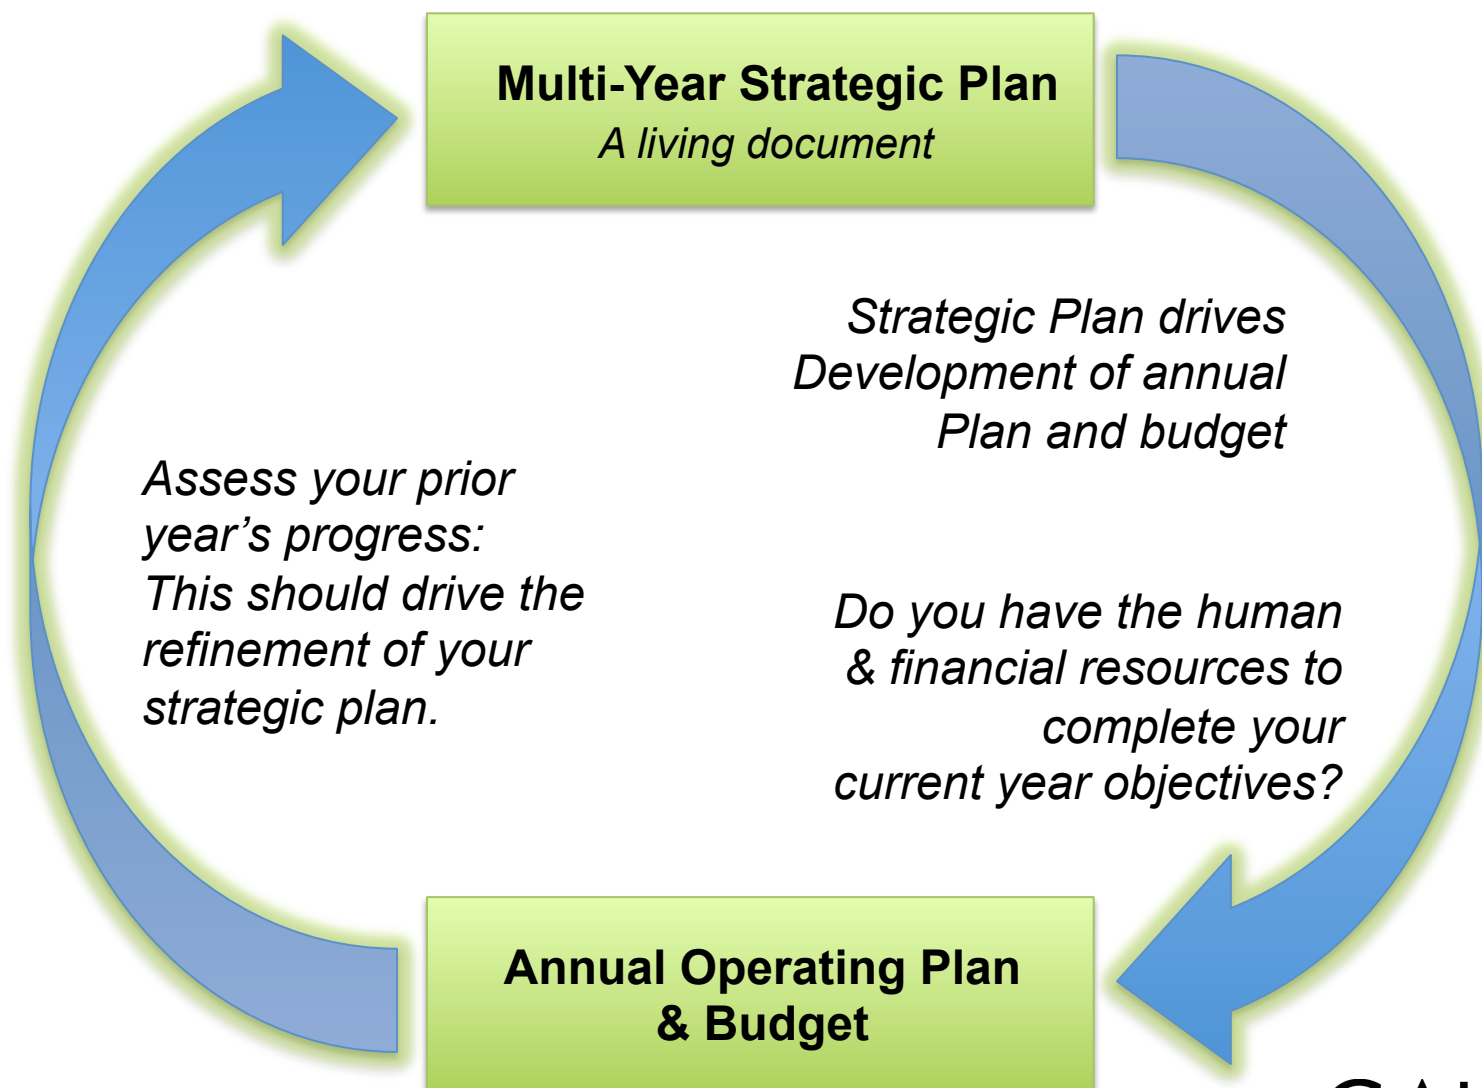 Multi-Year Strategic Plan
A living document
Strategic Plan drives
Development of annual
Plan and budget
Assess your prior
year’s progress:
This should drive the
refinement of your
strategic plan.
Do you have the human
& financial resources to
complete your
current year objectives?
Annual Operating Plan
& Budget